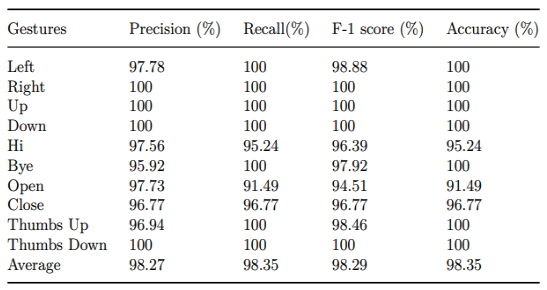 Gestures Precision (%) Recall(%) F-1 score (%) Accuracy (%)
Left 97.78 100 98.88 100
Right 100 100 100 100
Up 100 100 100 100
Down 100 100 100 100
Hi 97.56 95.24 96.39 95.24
Bye 95.92 100 97.92 100
Open 97.73 91.49 94.51 91.49
Close 96.77 96.77 96.77 96.77
Thumbs Up 96.94 100 98.46 100
Thumbs Down 100 100 100 100
Average 98.27 98.35 98.29 98.35